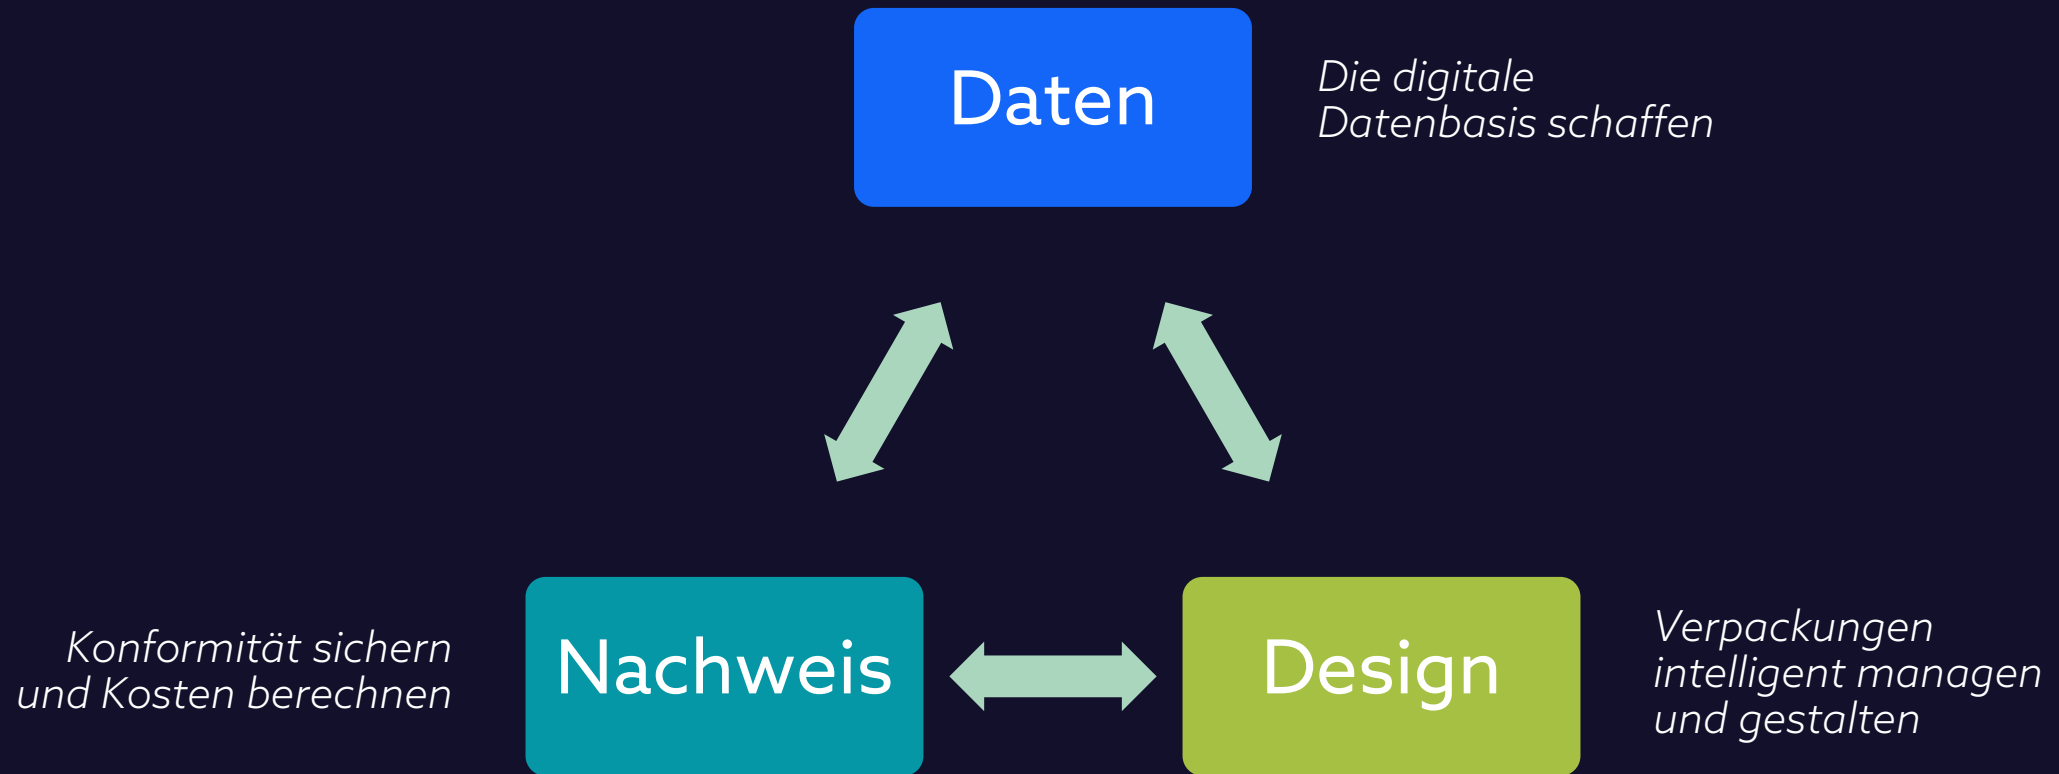 Daten
Die digitale
Datenbasis schaffen
Konformität sichern
und Kosten berechnen
Nachweis
Design
Verpackungen
intelligent managen
und gestalten